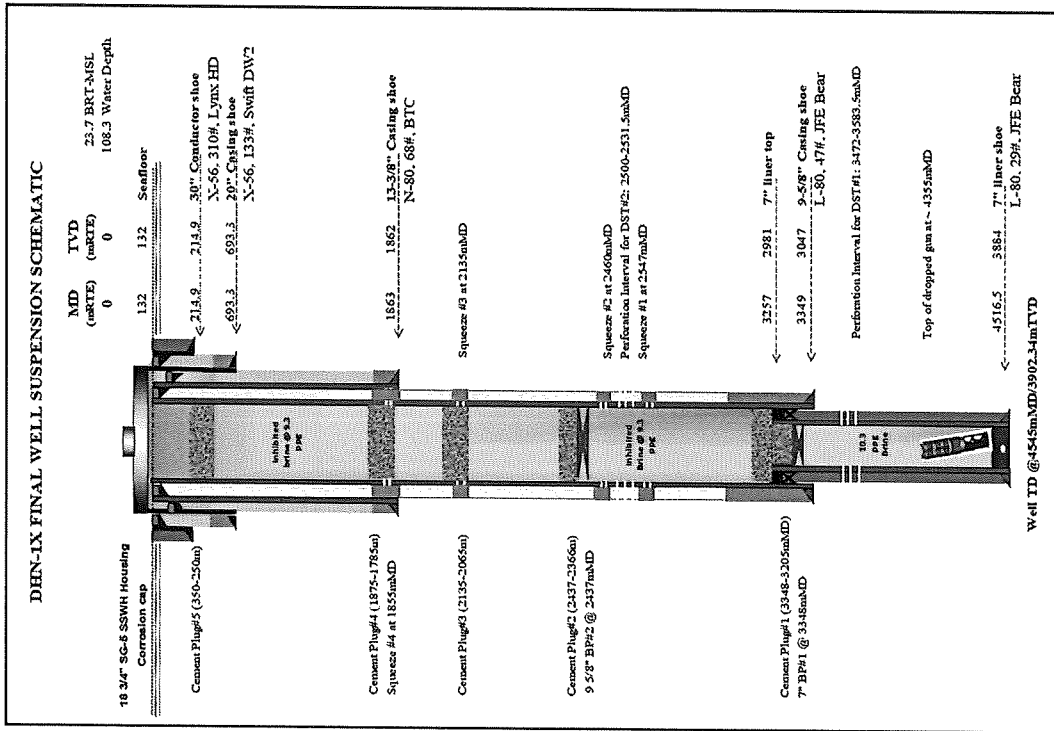 DHN-1X FINAL WELL SUSPENSION SCHEMATIC
23.7 BRT-MSL
108.3 Water Depth
MD TVD
(mRTE) (mRTE)
0 0
132 132 Seafloor
18 3/4" SG-5 SSWH Housing
Corrosion cap
214.9 214.9 30" Conductor shoe
X-56, 310#, Lynx HD
693.3 693.3 20" Casing shoe
X-56, 133#, Swift DW2
Cement Plug#5 (350-250m)
inhibited
brine @ 9.3
PPG
1863 1862 13-3/8" Casing shoe
N-80, 68#, BTC
Cement Plug#4 (1875-1785m)
Squeeze #4 at 1855mMD
Cement Plug#3 (2135-2065m)
Squeeze #3 at 2135mMD
Cement Plug#2 (2437-2366m)
9 5/8" BP#2 @ 2437mMD
Squeeze #2 at 2460mMD
Perforation Interval for DST#2: 2500-2531.5mMD
Squeeze #1 at 2547mMD
inhibited
brine @ 9.3
PPG
3257 2981 7" liner top
3349 3047 9-5/8" Casing shoe
L-80, 47#, JFE Bear
Cement Plug#1 (3348-3205mMD)
7" BP#1 @ 3348mMD
Perforation Interval for DST#1: 3472-3583.5mMD
10.3
PPG
brine
Top of dropped gun at ~ 4355mMD
4516.5 3884 7" liner shoe
L-80, 29#, JFE Bear
Well TD @4545mMD/3902.34mTVD